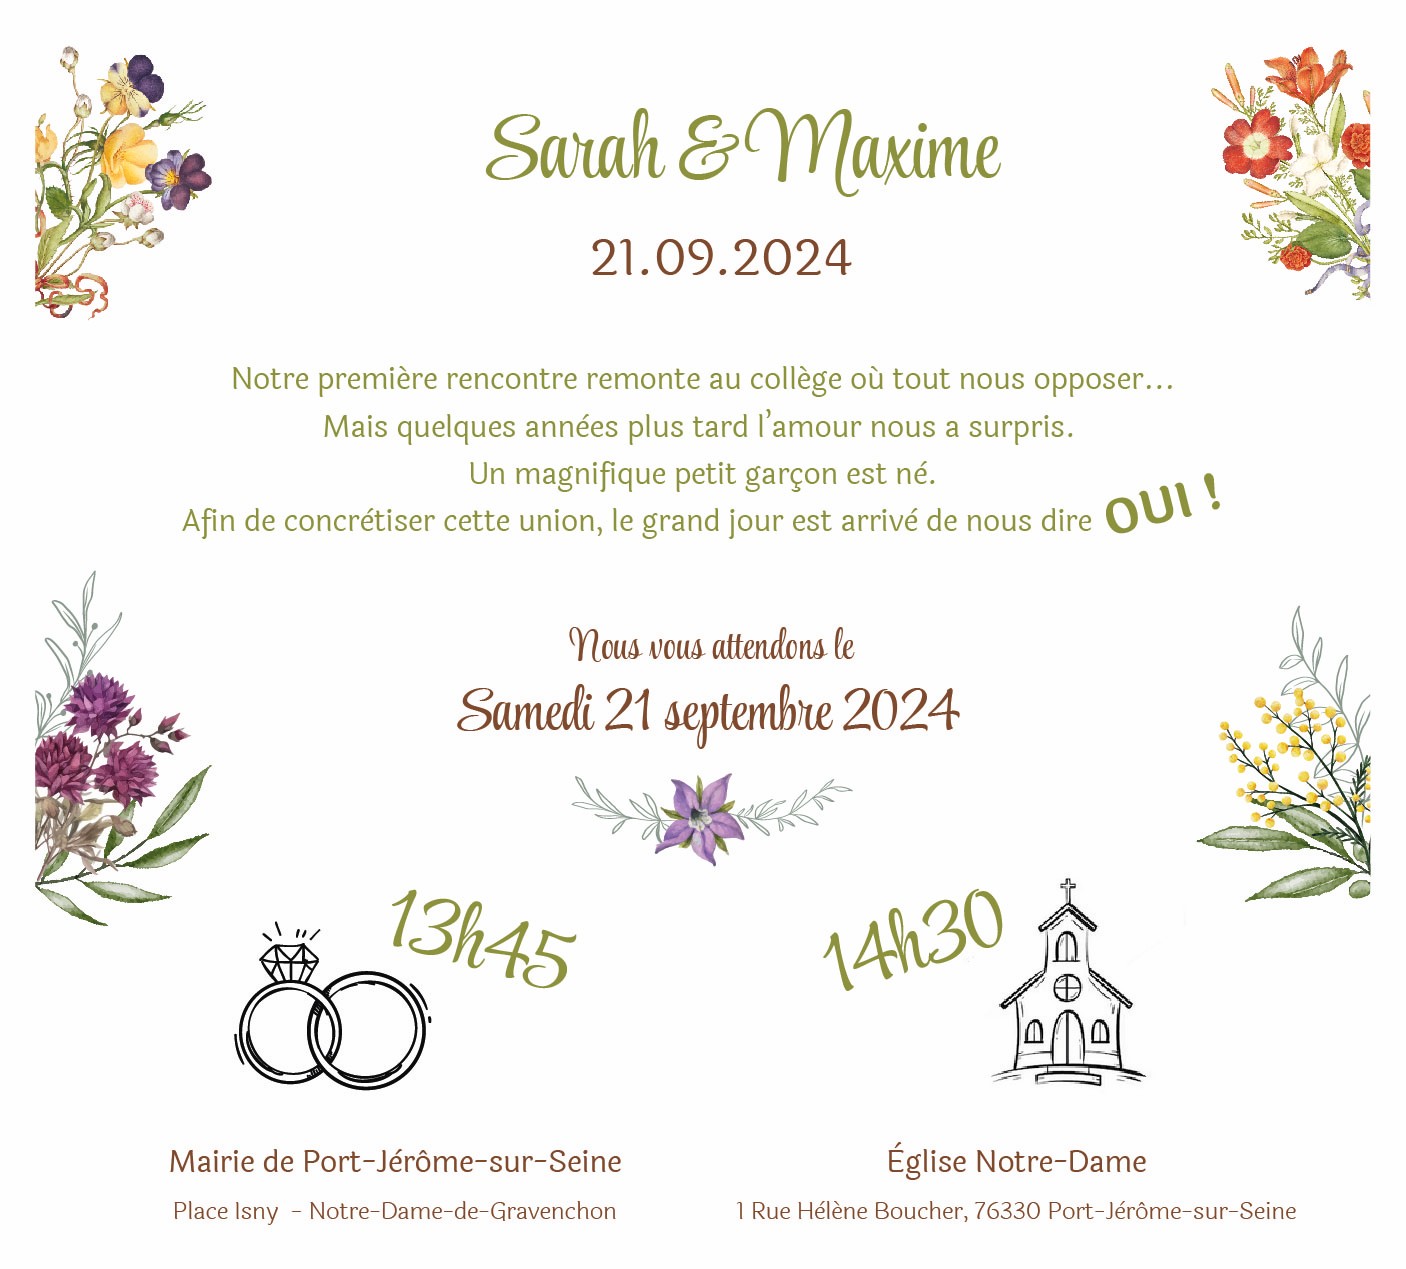 Sarah & Maxime
21.09.2024
Notre première rencontre remonte au collège où tout nous opposer...
Mais quelques années plus tard l’amour nous a surpris.
Un magnifique petit garçon est né.
Afin de concrétiser cette union, le grand jour est arrivé de nous dire OUI !
Nous vous attendons le
Samedi 21 septembre 2024
13h45
14h30
Mairie de Port-Jérôme-sur-Seine
Place Isny - Notre-Dame-de-Gravenchon
Église Notre-Dame
1 Rue Hélène Boucher, 76330 Port-Jérôme-sur-Seine